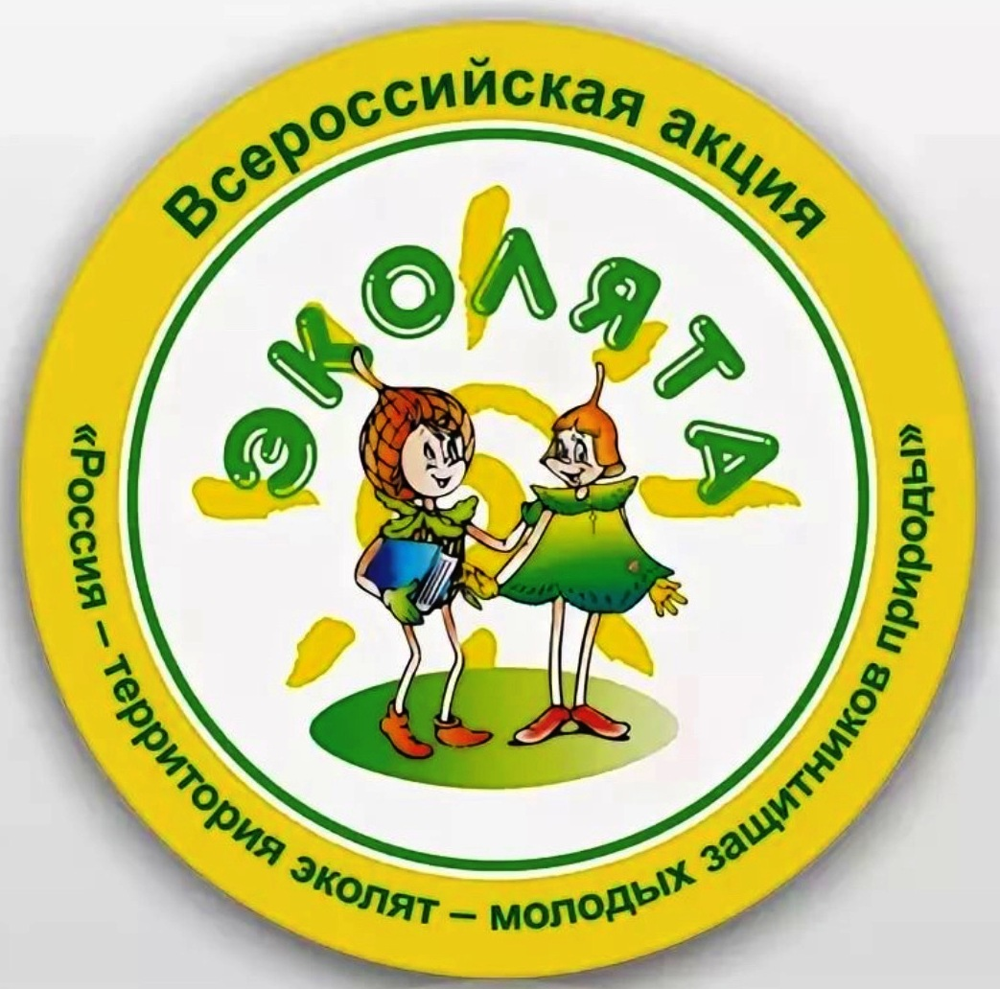 Всероссийская акция
ЭКОЛЯТА
«Россия – территория эколят – молодых защитников природы»